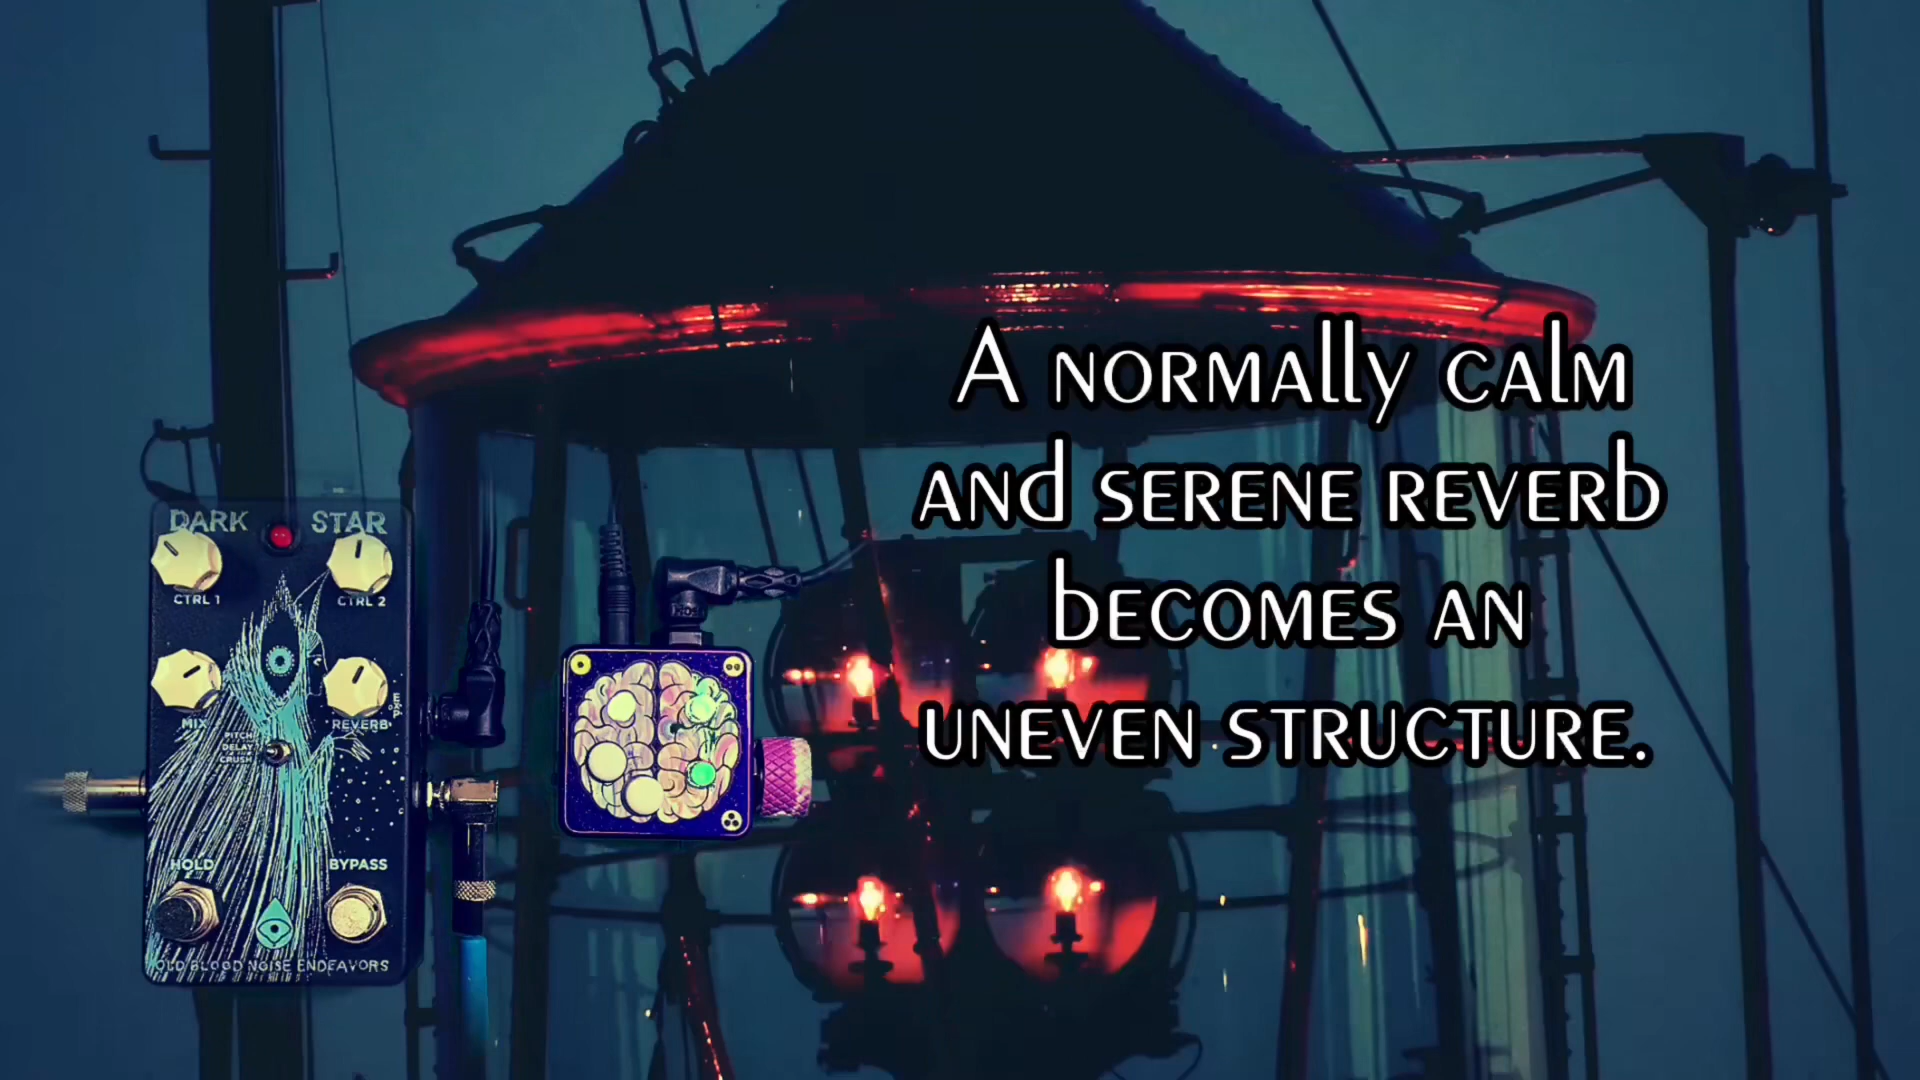 A normally calm
and serene reverb
becomes an
uneven structure.
DARK STAR
CTRL 1 CTRL 2
MIX REVERB
EXP
PITCH
DELAY
CRUSH
HOLD BYPASS
OLD BLOOD NOISE ENDEAVORS